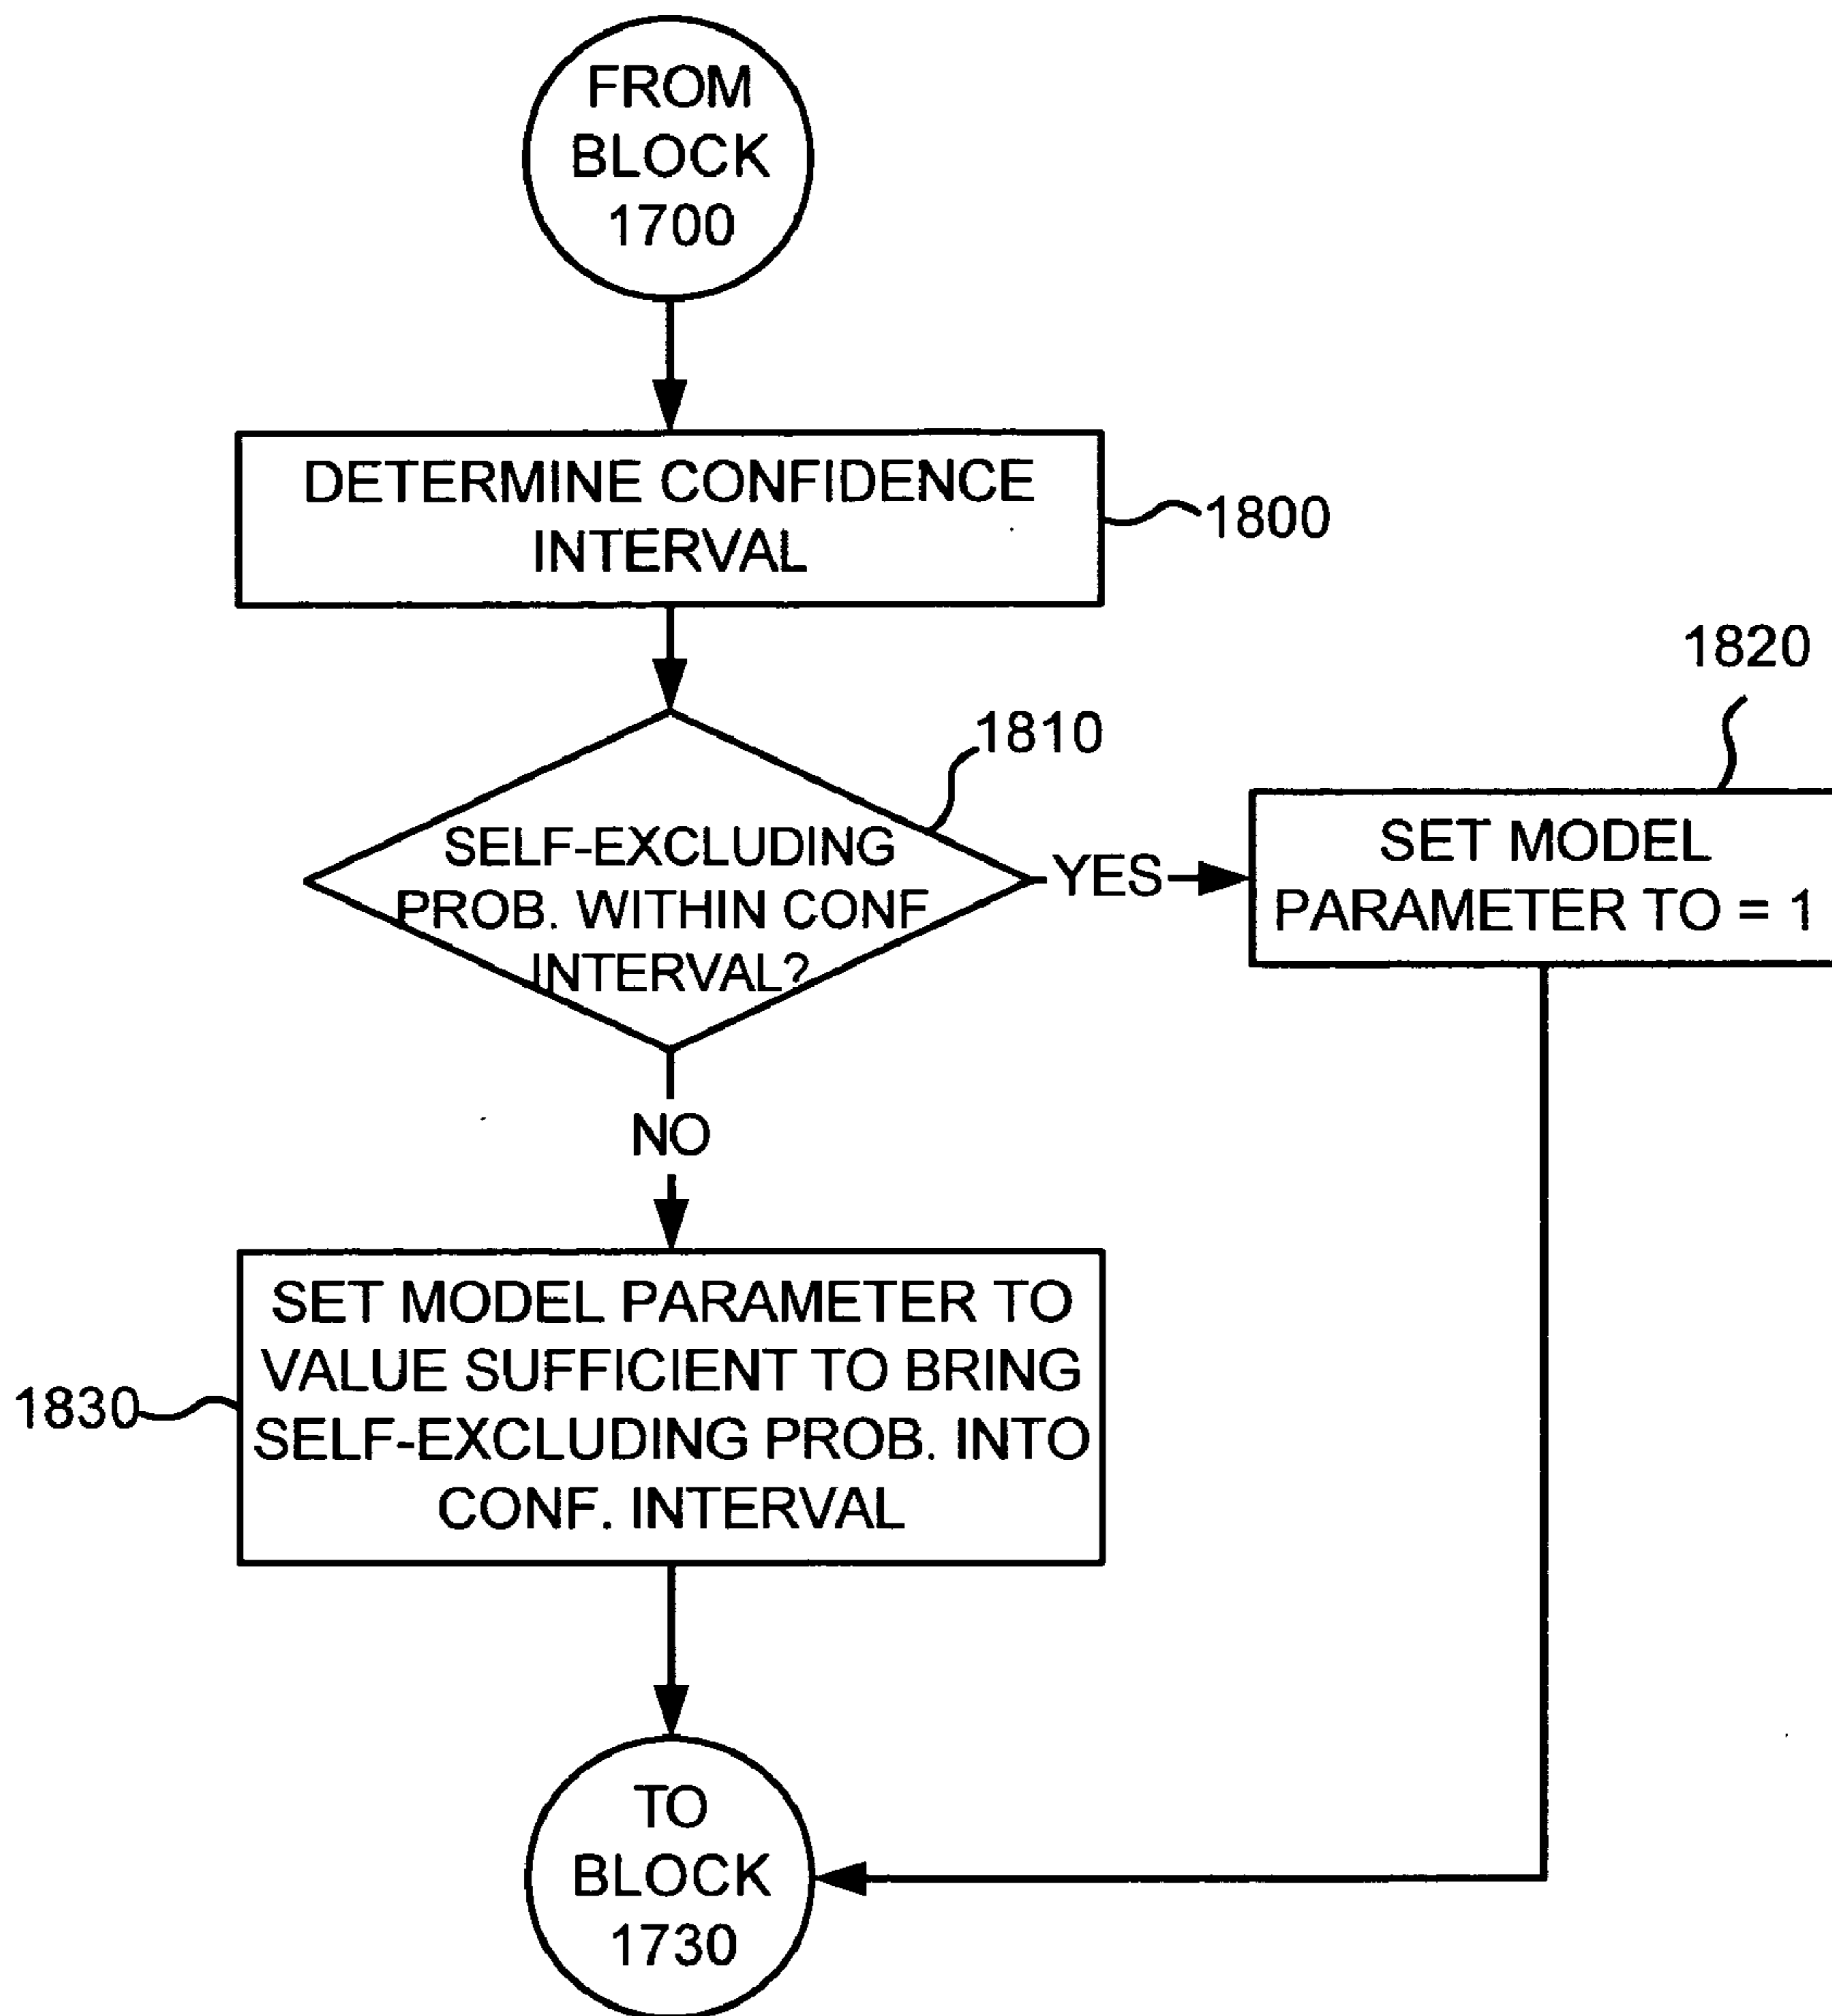 FROM
BLOCK
1700
DETERMINE CONFIDENCE
INTERVAL
1800
1810
SELF-EXCLUDING
PROB. WITHIN CONF
INTERVAL?
YES
1820
SET MODEL
PARAMETER TO = 1
NO
SET MODEL PARAMETER TO
VALUE SUFFICIENT TO BRING
SELF-EXCLUDING PROB. INTO
CONF. INTERVAL
1830
TO
BLOCK
1730